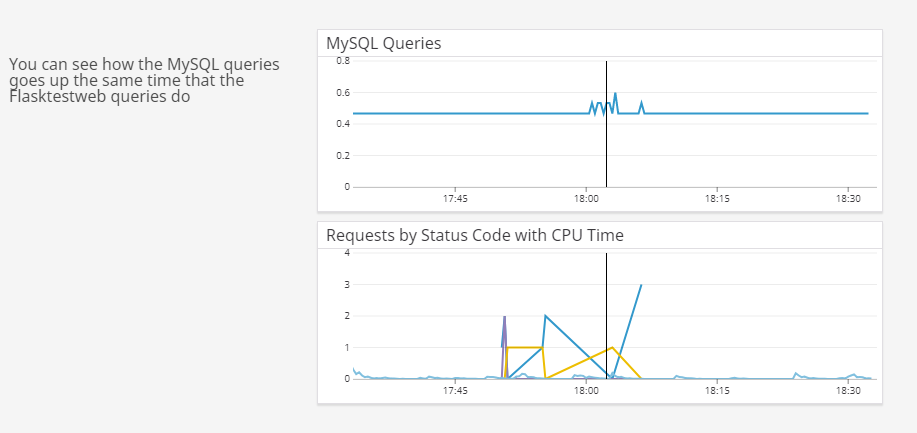 You can see how the MySQL queries
goes up the same time that the
Flasktestweb queries do
MySQL Queries
0.8
0.6
0.4
0.2
0
17:45 18:00 18:15 18:30
Requests by Status Code with CPU Time
4
3
2
1
0
17:45 18:00 18:15 18:30